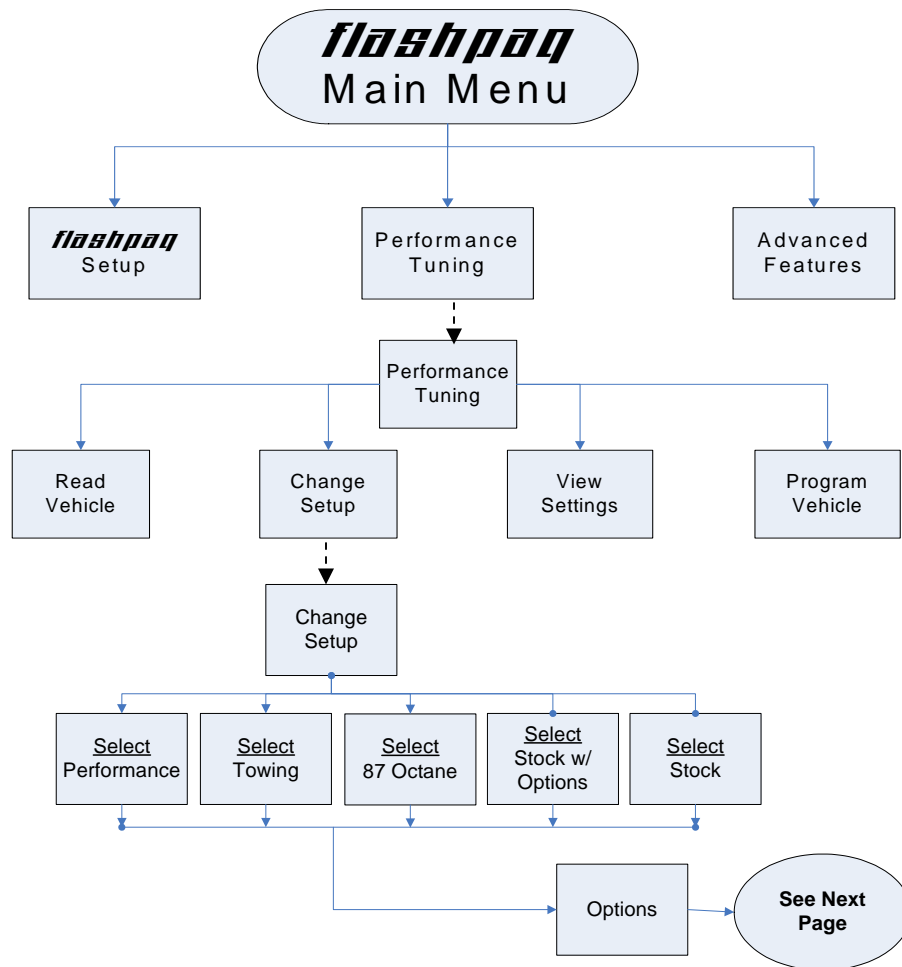 flashpaq
Main Menu
flashpaq
Setup
Performance
Tuning
Advanced
Features
Performance
Tuning
Read
Vehicle
Change
Setup
View
Settings
Program
Vehicle
Change
Setup
Select
Performance
Select
Towing
Select
87 Octane
Select
Stock w/
Options
Select
Stock
Options
See Next
Page